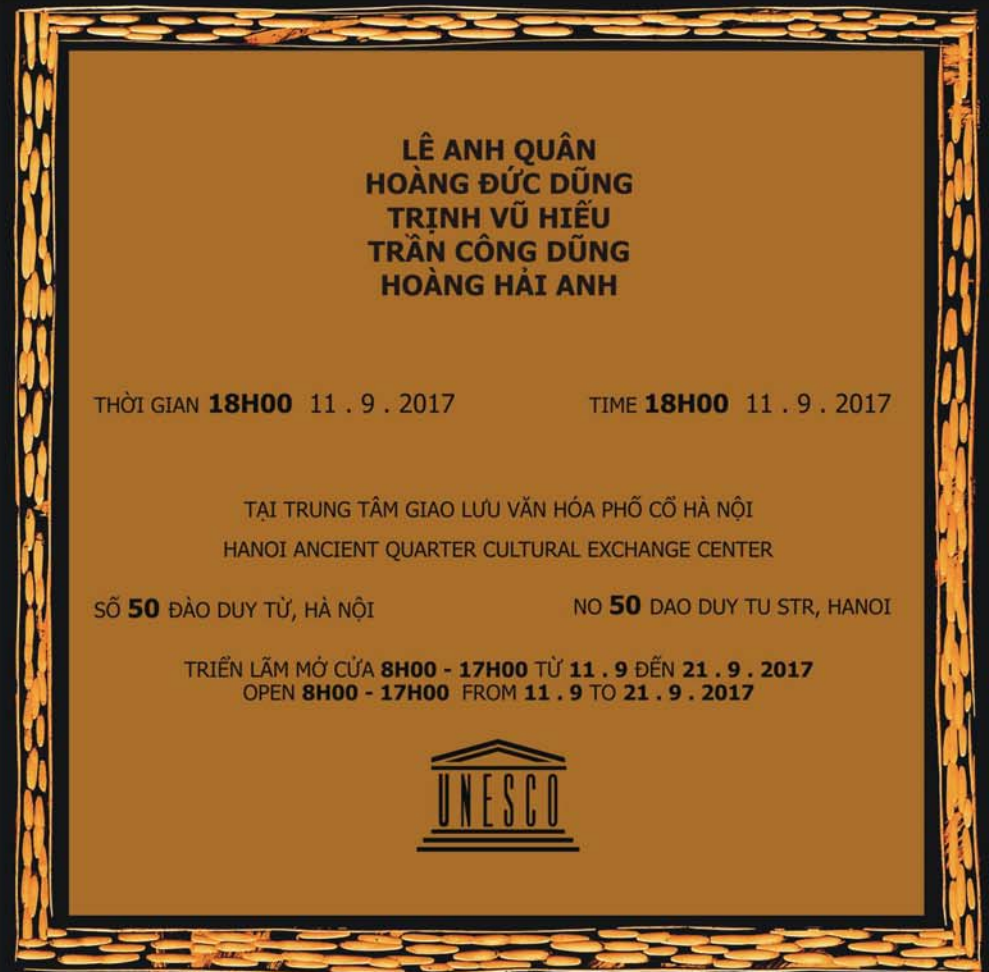 LÊ ANH QUÂN
HOÀNG ĐỨC DŨNG
TRỊNH VŨ HIẾU
TRẦN CÔNG DŨNG
HOÀNG HẢI ANH
THỜI GIAN 18H00 11 . 9 . 2017
TIME 18H00 11 . 9 . 2017
TẠI TRUNG TÂM GIAO LƯU VĂN HÓA PHỐ CỔ HÀ NỘI
HANOI ANCIENT QUARTER CULTURAL EXCHANGE CENTER
SỐ 50 ĐÀO DUY TỪ, HÀ NỘI
NO 50 DAO DUY TU STR, HANOI
TRIỂN LÃM MỞ CỬA 8H00 - 17H00 TỪ 11 . 9 ĐẾN 21 . 9 . 2017
OPEN 8H00 - 17H00 FROM 11 . 9 TO 21 . 9 . 2017
UNESCO